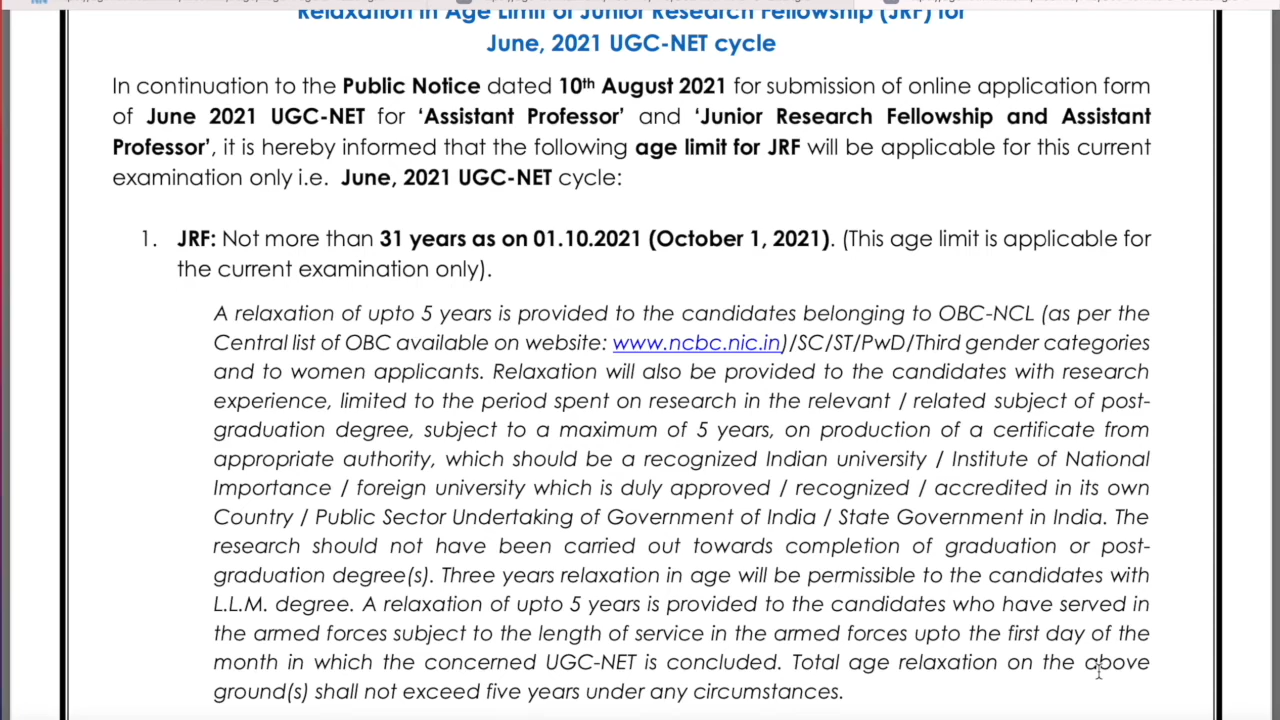 Relaxation in Age Limit of Junior Research Fellowship (JRF) for
June, 2021 UGC-NET cycle
In continuation to the Public Notice dated 10th August 2021 for submission of online application form
of June 2021 UGC-NET for ‘Assistant Professor’ and ‘Junior Research Fellowship and Assistant
Professor’, it is hereby informed that the following age limit for JRF will be applicable for this current
examination only i.e. June, 2021 UGC-NET cycle:
1. JRF: Not more than 31 years as on 01.10.2021 (October 1, 2021). (This age limit is applicable for
the current examination only).
A relaxation of upto 5 years is provided to the candidates belonging to OBC-NCL (as per the
Central list of OBC available on website: www.ncbc.nic.in)/SC/ST/PwD/Third gender categories
and to women applicants. Relaxation will also be provided to the candidates with research
experience, limited to the period spent on research in the relevant / related subject of post-
graduation degree, subject to a maximum of 5 years, on production of a certificate from
appropriate authority, which should be a recognized Indian university / Institute of National
Importance / foreign university which is duly approved / recognized / accredited in its own
Country / Public Sector Undertaking of Government of India / State Government in India. The
research should not have been carried out towards completion of graduation or post-
graduation degree(s). Three years relaxation in age will be permissible to the candidates with
L.L.M. degree. A relaxation of upto 5 years is provided to the candidates who have served in
the armed forces subject to the length of service in the armed forces upto the first day of the
month in which the concerned UGC-NET is concluded. Total age relaxation on the above
ground(s) shall not exceed five years under any circumstances.